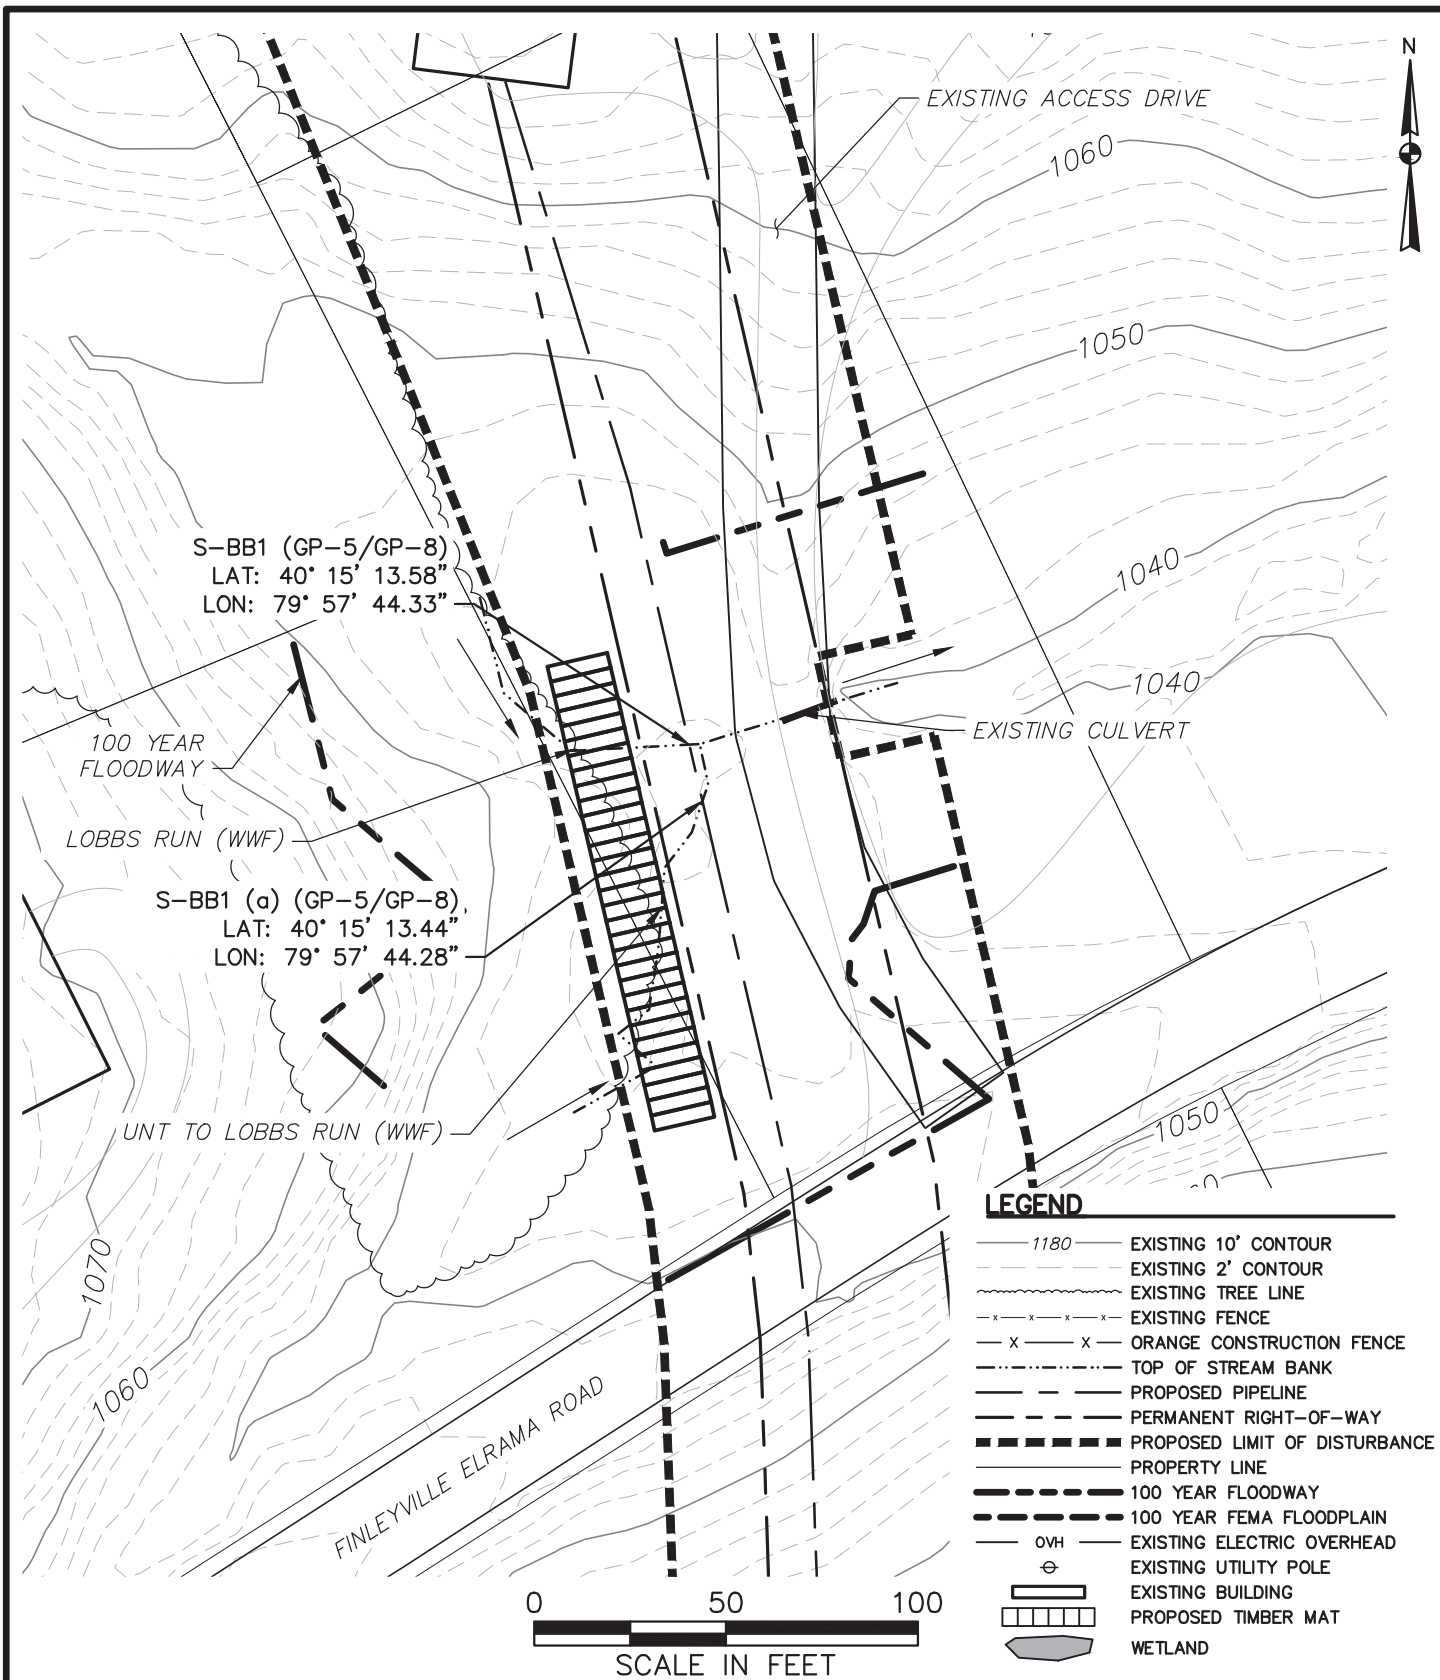 N
EXISTING ACCESS DRIVE
1060
1050
S-BB1 (GP-5/GP-8)
LAT: 40° 15' 13.58"
LON: 79° 57' 44.33"
1040
1040
EXISTING CULVERT
100 YEAR
FLOODWAY
LOBBS RUN (WWF)
S-BB1 (a) (GP-5/GP-8)
LAT: 40° 15' 13.44"
LON: 79° 57' 44.28"
UNT TO LOBBS RUN (WWF)
1050
1070
1060
FINLEYVILLE ELRAMA ROAD
LEGEND
1180 EXISTING 10' CONTOUR
EXISTING 2' CONTOUR
EXISTING TREE LINE
x x x x EXISTING FENCE
X X ORANGE CONSTRUCTION FENCE
TOP OF STREAM BANK
PROPOSED PIPELINE
PERMANENT RIGHT-OF-WAY
PROPOSED LIMIT OF DISTURBANCE
PROPERTY LINE
100 YEAR FLOODWAY
100 YEAR FEMA FLOODPLAIN
OVH EXISTING ELECTRIC OVERHEAD
EXISTING UTILITY POLE
EXISTING BUILDING
PROPOSED TIMBER MAT
WETLAND
0 50 100
SCALE IN FEET